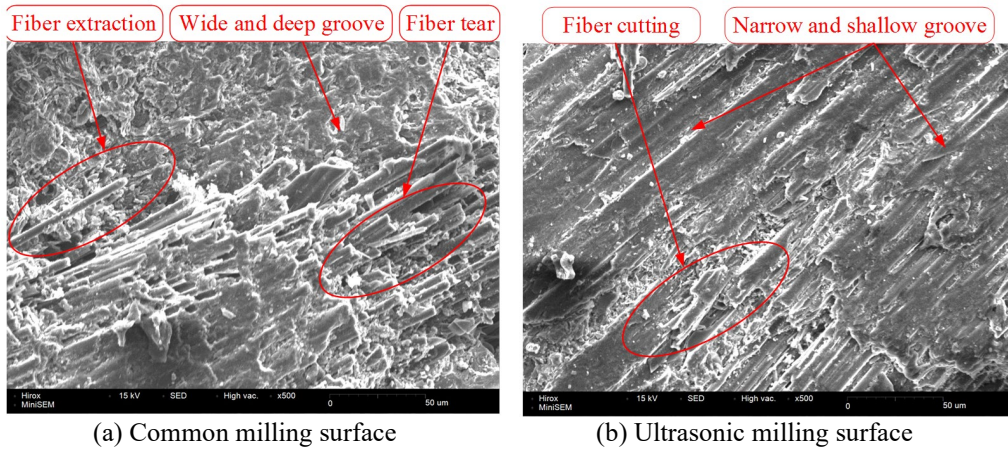 Fiber extraction Wide and deep groove Fiber tear
Fiber cutting Narrow and shallow groove
Hirox 15 kV SED High vac. x500
MiniSEM 0 50 um
Hirox 15 kV SED High vac. x500
MiniSEM 0 50 um
(a) Common milling surface
(b) Ultrasonic milling surface